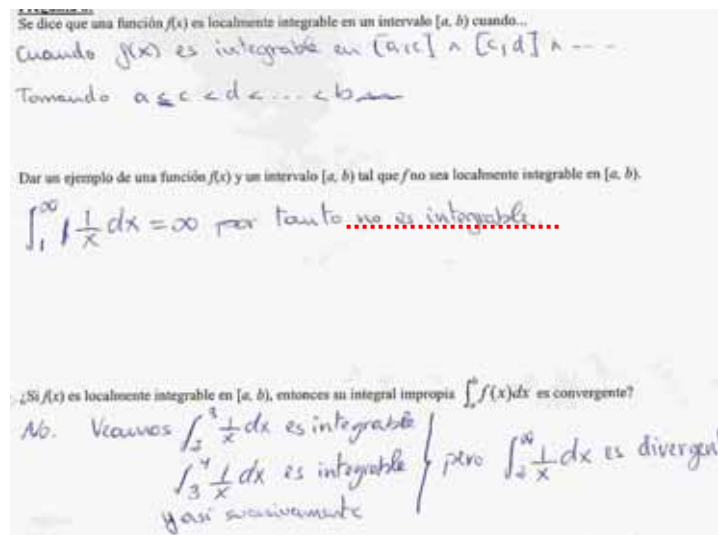 Se dice que una función f(x) es localmente integrable en un intervalo [a, b) cuando...
Cuando f(x) es integrable en [a,c] ∧ [c,d] ∧ ...
Tomando a ≤ c < d < ... < b
Dar un ejemplo de una función f(x) y un intervalo [a, b) tal que f no sea localmente integrable en [a, b).
∫₁^∞ 1/x dx = ∞ por tanto no es integrable.
¿Si f(x) es localmente integrable en [a, b), entonces su integral impropia ∫ₐᵇ f(x)dx es convergente?
No. Veamos ∫₂³ 1/x dx es integrable
∫₃⁴ 1/x dx es integrable
y así sucesivamente
pero ∫₂^∞ 1/x dx es divergen